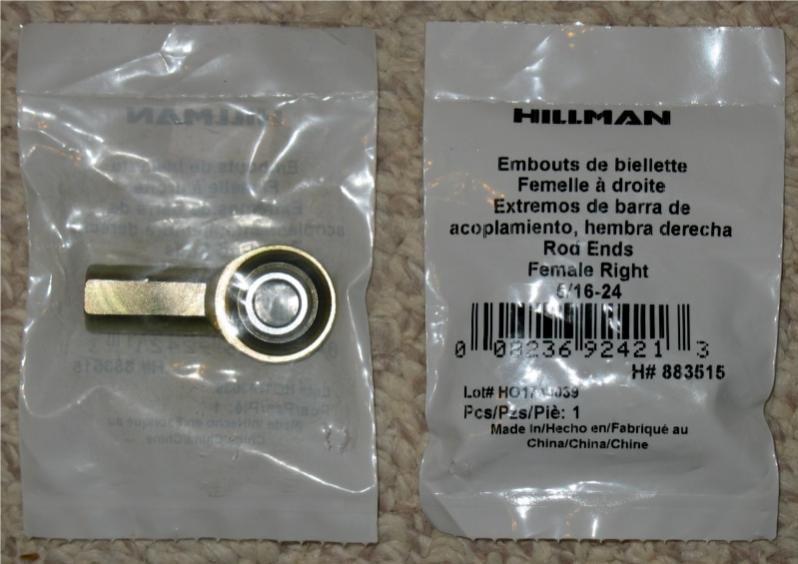 HILLMAN
Embouts de biellette
Femelle à droite
Extremos de barra de
acoplamiento, hembra derecha
Rod Ends
Female Right
5/16-24
0 08236 92421 3
H# 883515
Lot#
Pcs/Pzs/Piè: 1
Made in/Hecho en/Fabriqué au
China/China/Chine